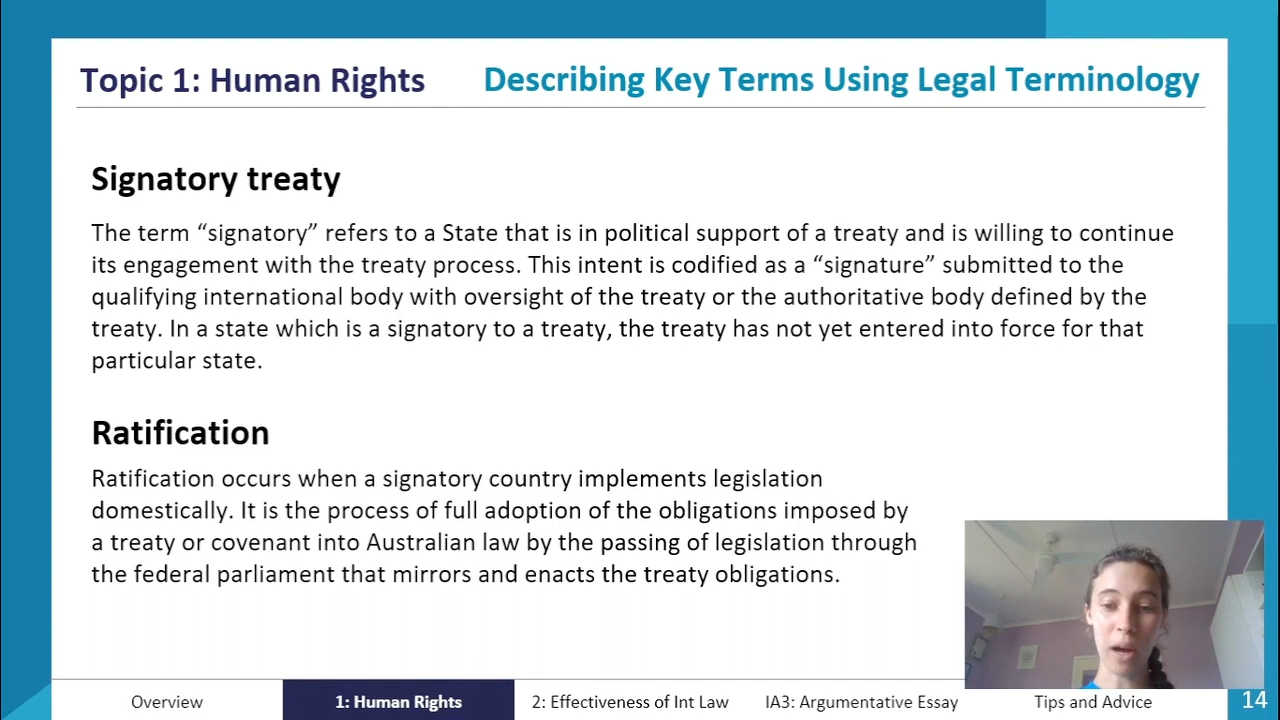 Topic 1: Human Rights
Describing Key Terms Using Legal Terminology
Signatory treaty
The term “signatory” refers to a State that is in political support of a treaty and is willing to continue
its engagement with the treaty process. This intent is codified as a “signature” submitted to the
qualifying international body with oversight of the treaty or the authoritative body defined by the
treaty. In a state which is a signatory to a treaty, the treaty has not yet entered into force for that
particular state.
Ratification
Ratification occurs when a signatory country implements legislation
domestically. It is the process of full adoption of the obligations imposed by
a treaty or covenant into Australian law by the passing of legislation through
the federal parliament that mirrors and enacts the treaty obligations.
Overview
1: Human Rights
2: Effectiveness of Int Law
IA3: Argumentative Essay
Tips and Advice
14